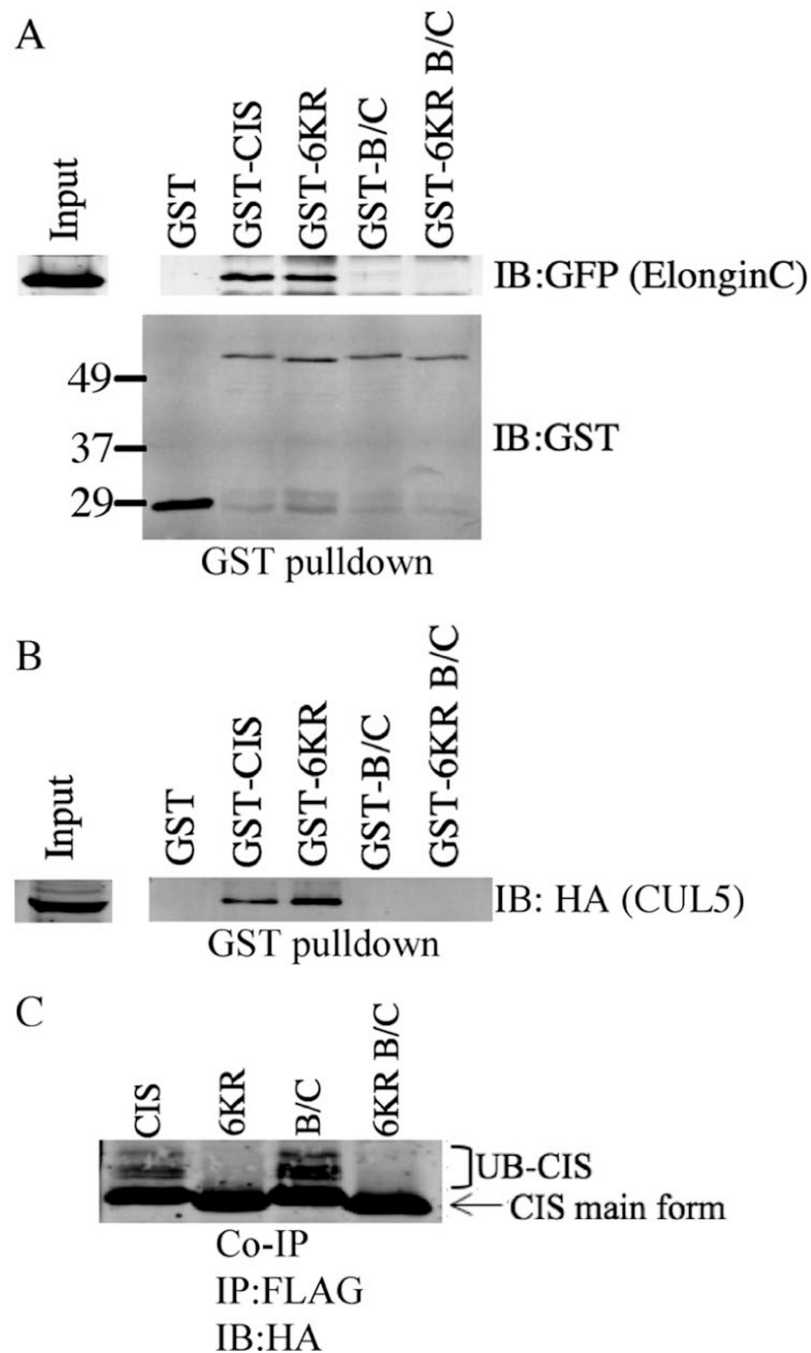 A
Input
GST
GST-CIS
GST-6KR
GST-B/C
GST-6KR B/C
IB:GFP (ElonginC)
49
37
29
IB:GST
GST pulldown
B
Input
GST
GST-CIS
GST-6KR
GST-B/C
GST-6KR B/C
IB: HA (CUL5)
GST pulldown
C
CIS
6KR
B/C
6KR B/C
UB-CIS
CIS main form
Co-IP
IP:FLAG
IB:HA